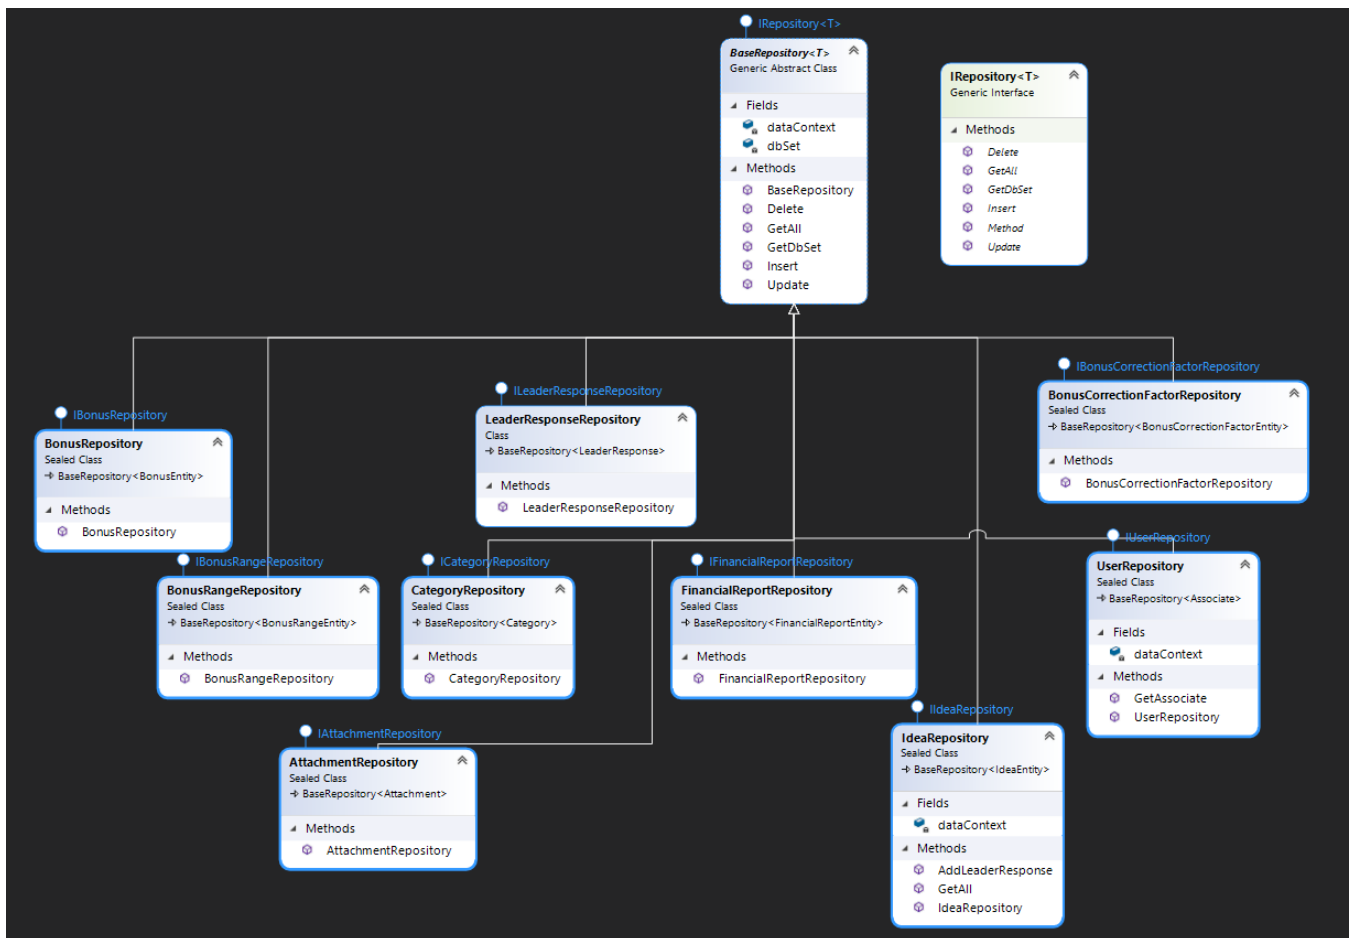 IRepository<T>
BaseRepository<T>
Generic Abstract Class
Fields
dataContext
dbSet
Methods
BaseRepository
Delete
GetAll
GetDbSet
Insert
Update
IRepository<T>
Generic Interface
Methods
Delete
GetAll
GetDbSet
Insert
Method
Update
IBonusRepository
BonusRepository
Sealed Class
BaseRepository<BonusEntity>
Methods
BonusRepository
ILeaderResponseRepository
LeaderResponseRepository
Class
BaseRepository<LeaderResponse>
Methods
LeaderResponseRepository
IBonusCorrectionFactorRepository
BonusCorrectionFactorRepository
Sealed Class
BaseRepository<BonusCorrectionFactorEntity>
Methods
BonusCorrectionFactorRepository
IBonusRangeRepository
BonusRangeRepository
Sealed Class
BaseRepository<BonusRangeEntity>
Methods
BonusRangeRepository
ICategoryRepository
CategoryRepository
Sealed Class
BaseRepository<Category>
Methods
CategoryRepository
IFinancialReportRepository
FinancialReportRepository
Sealed Class
BaseRepository<FinancialReportEntity>
Methods
FinancialReportRepository
IUserRepository
UserRepository
Sealed Class
BaseRepository<Associate>
Fields
dataContext
Methods
GetAssociate
UserRepository
IAttachmentRepository
AttachmentRepository
Sealed Class
BaseRepository<Attachment>
Methods
AttachmentRepository
IIdeaRepository
IdeaRepository
Sealed Class
BaseRepository<IdeaEntity>
Fields
dataContext
Methods
AddLeaderResponse
GetAll
IdeaRepository